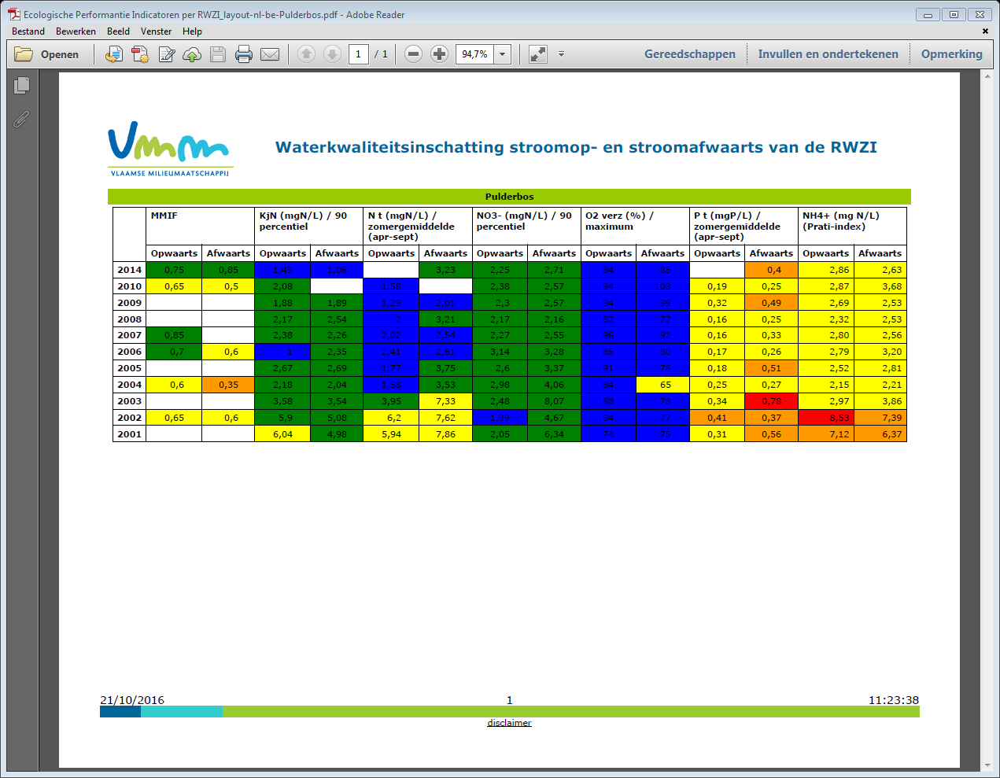 Ecologische Performantie Indicatoren per RWZI_layout-nl-be-Pulderbos.pdf - Adobe Reader
Bestand Bewerken Beeld Venster Help
Openen 1 / 1 94,7% Gereedschappen Invullen en ondertekenen Opmerking
vmm
VLAAMSE MILIEUMAATSCHAPPIJ
Waterkwaliteitsinschatting stroomop- en stroomafwaarts van de RWZI
Pulderbos
MMIF KjN (mgN/L) / 90 percentiel N t (mgN/L) / zomergemiddelde (apr-sept) NO3- (mgN/L) / 90 percentiel O2 verz (%) / maximum P t (mgP/L) / zomergemiddelde (apr-sept) NH4+ (mg N/L) (Prati-index)
Opwaarts Afwaarts Opwaarts Afwaarts Opwaarts Afwaarts Opwaarts Afwaarts Opwaarts Afwaarts Opwaarts Afwaarts Opwaarts Afwaarts
2014 0,75 0,85 1,49 1,06 3,23 2,25 2,71 84 85 0,4 2,86 2,63
2010 0,65 0,5 2,08 1,58 2,38 2,57 94 103 0,19 0,25 2,87 3,68
2009 1,88 1,89 1,29 2,01 2,3 2,57 94 99 0,32 0,49 2,69 2,53
2008 2,17 2,54 2 3,21 2,17 2,16 82 77 0,16 0,25 2,32 2,53
2007 0,85 2,38 2,26 2,02 2,54 2,27 2,55 96 92 0,16 0,33 2,80 2,56
2006 0,7 0,6 1 2,35 2,41 2,61 3,14 3,28 85 80 0,17 0,26 2,79 3,20
2005 2,67 2,69 1,77 3,75 2,6 3,37 91 76 0,18 0,51 2,52 2,81
2004 0,6 0,35 2,18 2,04 1,58 3,53 2,98 4,06 84 65 0,25 0,27 2,15 2,21
2003 3,58 3,54 3,95 7,33 2,48 8,07 88 78 0,34 0,78 2,97 3,86
2002 0,65 0,6 5,9 5,08 6,2 7,62 1,99 4,67 94 77 0,41 0,37 8,53 7,39
2001 6,04 4,98 5,94 7,86 2,05 6,34 74 75 0,31 0,56 7,12 6,37
21/10/2016 1 11:23:38
disclaimer